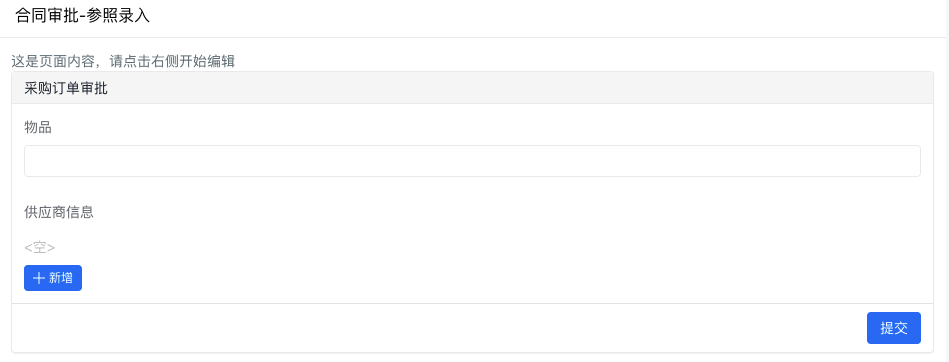 合同审批-参照录入
这是页面内容，请点击右侧开始编辑
采购订单审批
物品
供应商信息
<空>
新增
提交